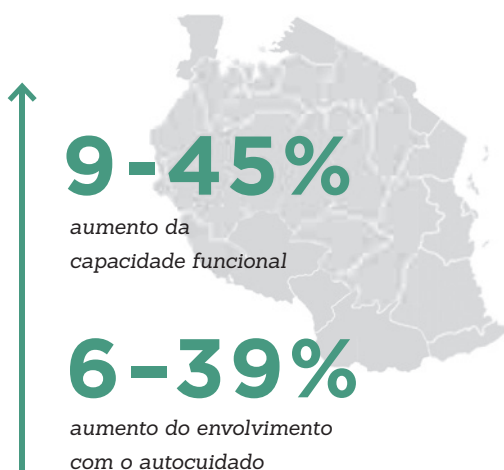 9-45%
aumento da
capacidade funcional
6-39%
aumento do envolvimento
com o autocuidado